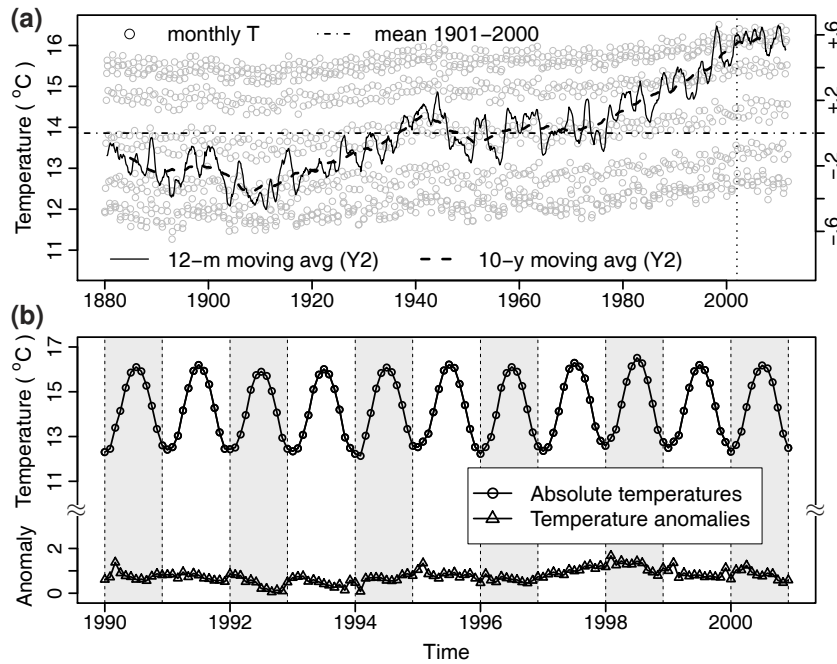 (a)
monthly T
mean 1901−2000
Temperature ( °C)
16
15
14
13
12
11
+.6
+.2
−.2
−.6
12−m moving avg (Y2)
10−y moving avg (Y2)
1880
1900
1920
1940
1960
1980
2000
(b)
Temperature ( °C)
17
15
13
11
Absolute temperatures
Temperature anomalies
Anomaly
2
0
1990
1992
1994
1996
1998
2000
Time